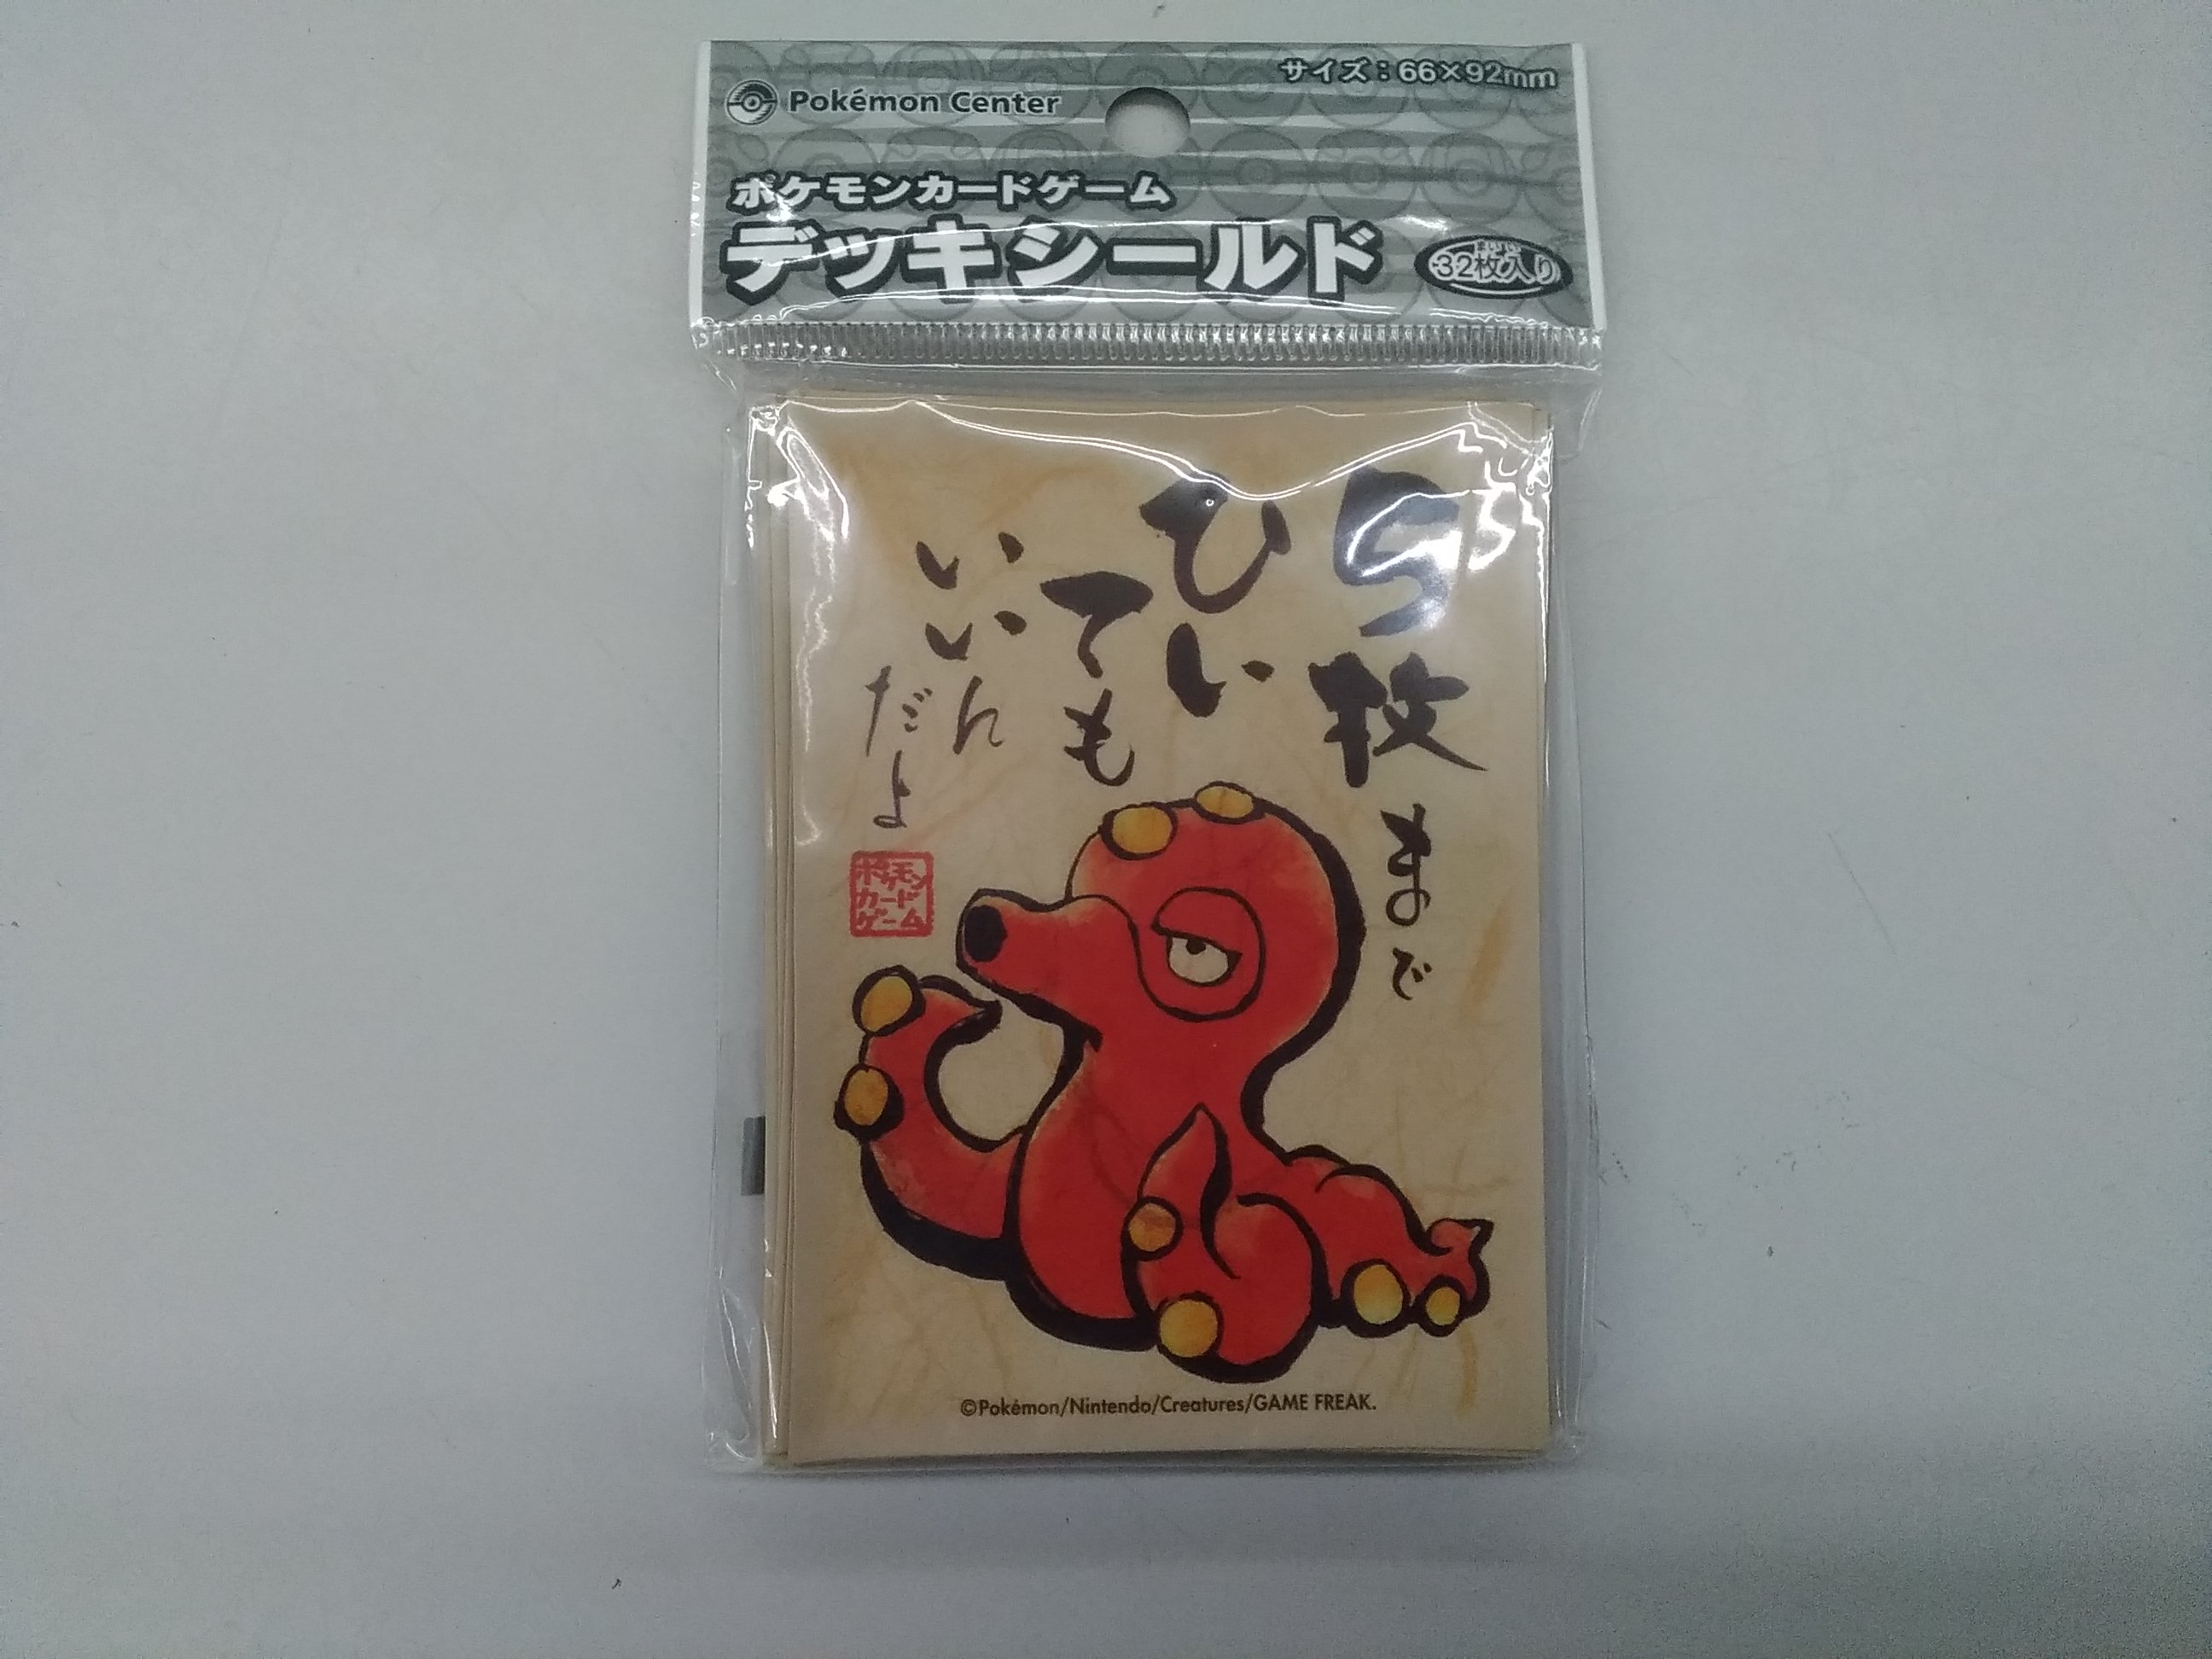 Pokémon Center
サイズ：66×92mm
ポケモンカードゲーム
デッキシールド
まいい
32枚入り
5枚まで
ひい
ても
いいん
だよ
ポケモン
カード
ゲーム
©Pokémon/Nintendo/Creatures/GAME FREAK.